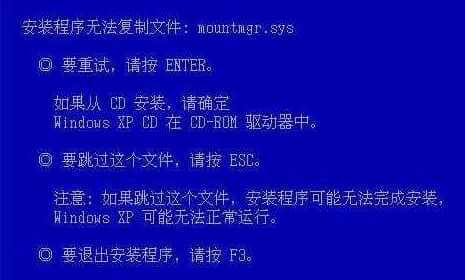 安装程序无法复制文件: mountmgr.sys
◎ 要重试，请按 ENTER。
如果从 CD 安装，请确定
Windows XP CD 在 CD-ROM 驱动器中。
◎ 要跳过这个文件，请按 ESC。
注意: 如果跳过这个文件，安装程序可能无法完成安装，
Windows XP 可能无法正常运行。
◎ 要退出安装程序，请按 F3。